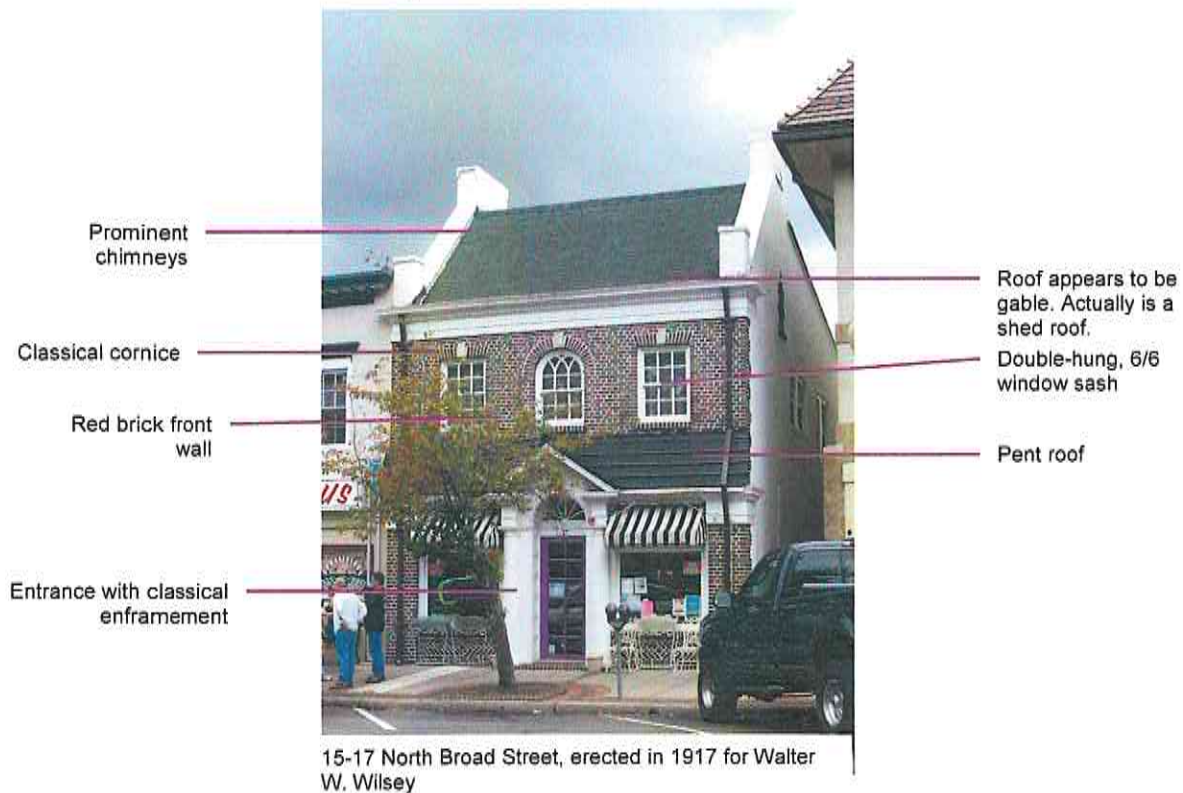 Prominent
chimneys
Classical cornice
Red brick front
wall
Entrance with classical
enframement
Roof appears to be
gable. Actually is a
shed roof.
Double-hung, 6/6
window sash
Pent roof
US
15-17 North Broad Street, erected in 1917 for Walter
W. Wilsey